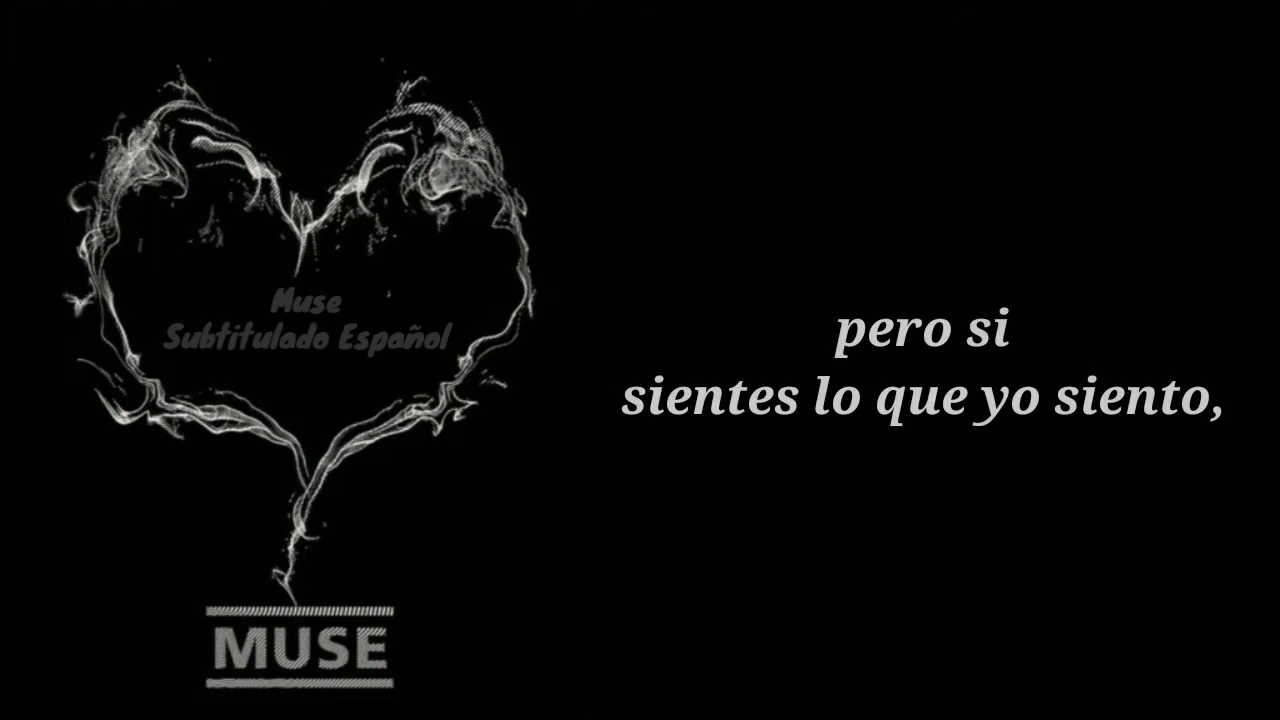 Muse
Subtitulado Español
pero si
sientes lo que yo siento,
MUSE